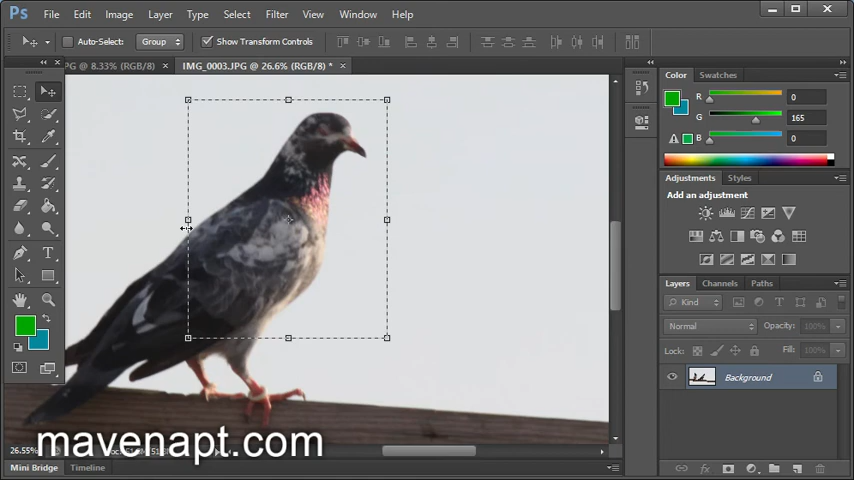 Ps File Edit Image Layer Type Select Filter View Window Help
Auto-Select: Group Show Transform Controls
PG @ 8.33% (RGB/8) × IMG_0003.JPG @ 26.6% (RGB/8) * ×
Color Swatches
R 0
G 165
B 0
Adjustments Styles
Add an adjustment
Layers Channels Paths
Kind
Normal Opacity: 100%
Lock: Fill: 100%
Background
mavenapt.com
26.55%
Mini Bridge Timeline